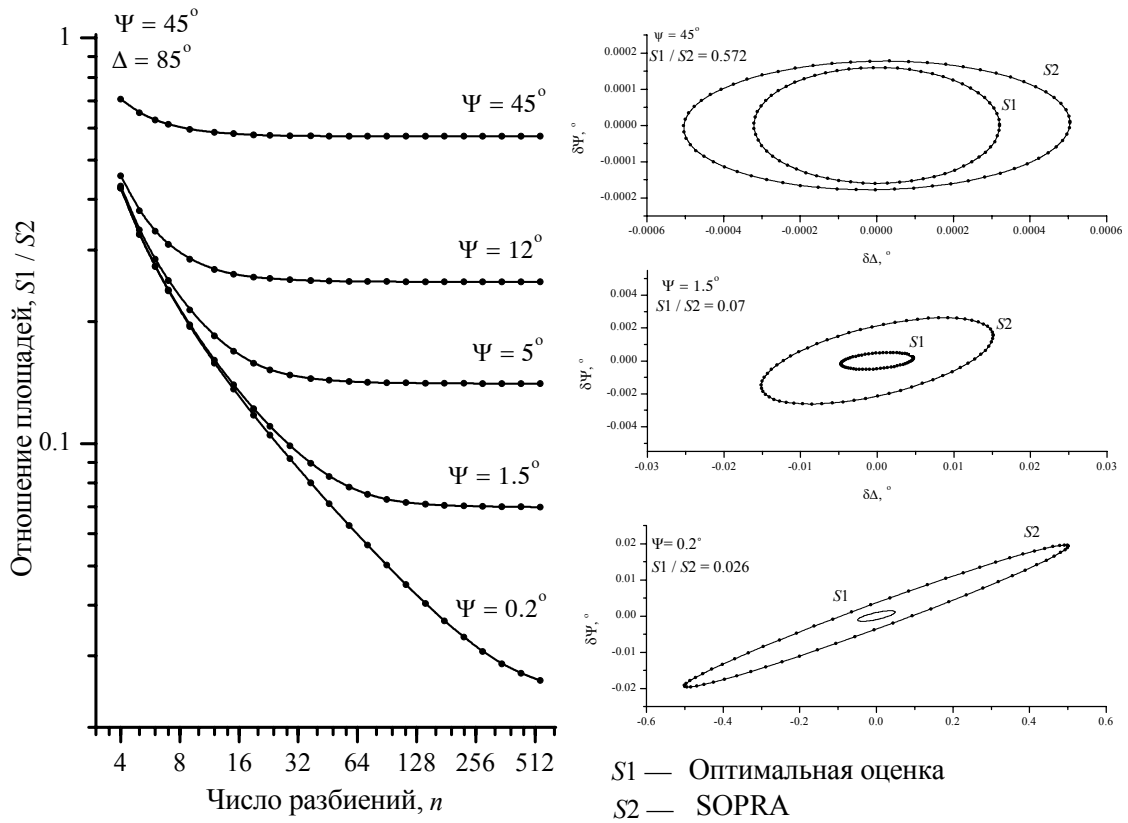 Ψ = 45°
Δ = 85°
1
0.1
Отношение площадей, S1 / S2
Ψ = 45°
Ψ = 12°
Ψ = 5°
Ψ = 1.5°
Ψ = 0.2°
4 8 16 32 64 128 256 512
Число разбиений, n
ψ = 45°
S1 / S2 = 0.572
S2
S1
0.0002
0.0001
0.0000
-0.0001
-0.0002
δΨ, °
-0.0006 -0.0004 -0.0002 0.0000 0.0002 0.0004 0.0006
δΔ, °
Ψ = 1.5°
S1 / S2 = 0.07
S2
S1
0.004
0.002
0.000
-0.002
-0.004
δΨ, °
-0.03 -0.02 -0.01 0.00 0.01 0.02 0.03
δΔ, °
Ψ= 0.2°
S1 / S2 = 0.026
S2
S1
0.02
0.01
0.00
-0.01
-0.02
δΨ, °
-0.6 -0.4 -0.2 0.0 0.2 0.4 0.6
S1 — Оптимальная оценка
S2 — SOPRA